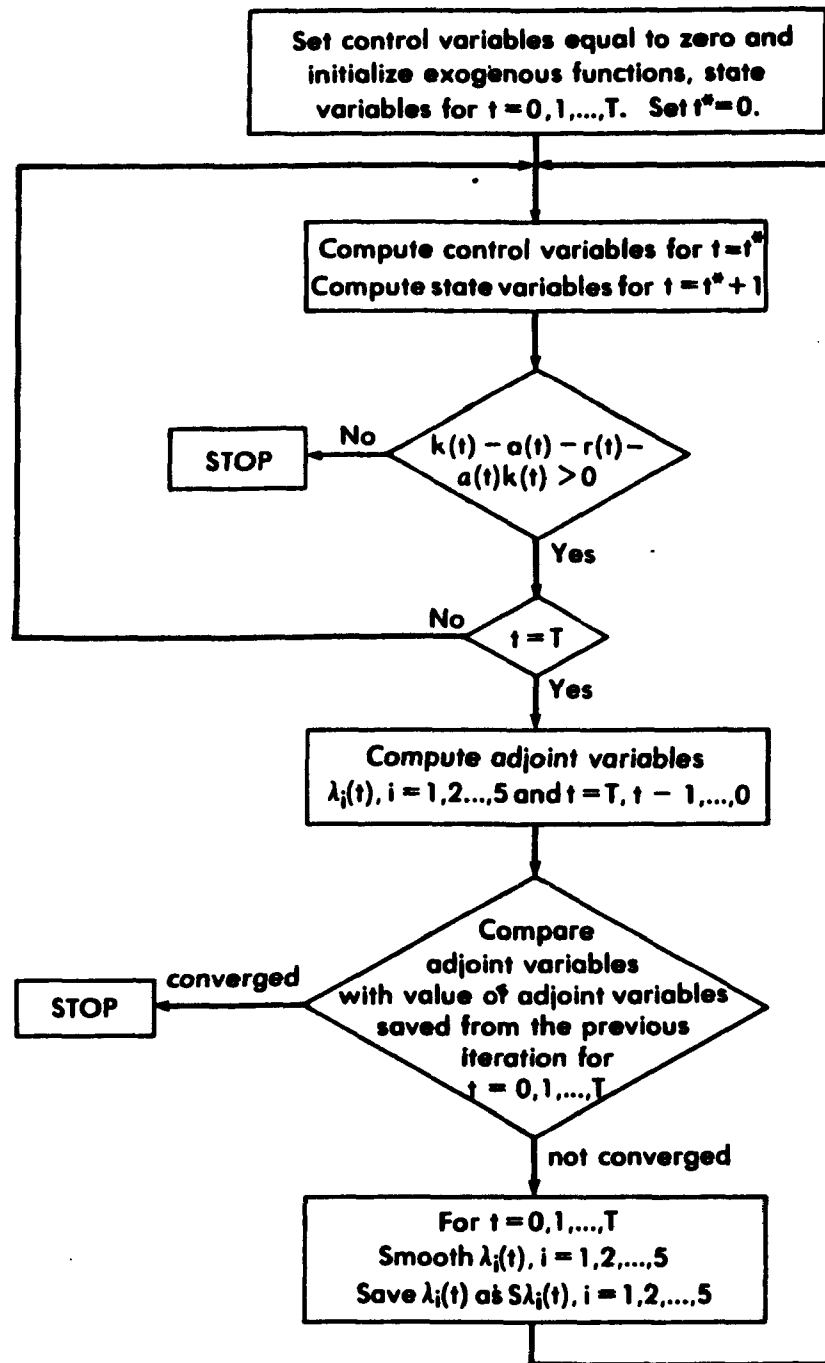 Set control variables equal to zero and
initialize exogenous functions, state
variables for t = 0,1,...,T. Set t*=0.
Compute control variables for t=t*
Compute state variables for t = t* + 1
No
STOP
k(t) − a(t) − r(t) −
a(t)k(t) > 0
Yes
No
t = T
Yes
Compute adjoint variables
λi(t), i = 1,2...,5 and t = T, t − 1,...,0
converged
STOP
Compare
adjoint variables
with value of adjoint variables
saved from the previous
iteration for
t = 0,1,...,T
not converged
For t = 0,1,...,T
Smooth λi(t), i = 1,2,...,5
Save λi(t) as Sλi(t), i = 1,2,...,5